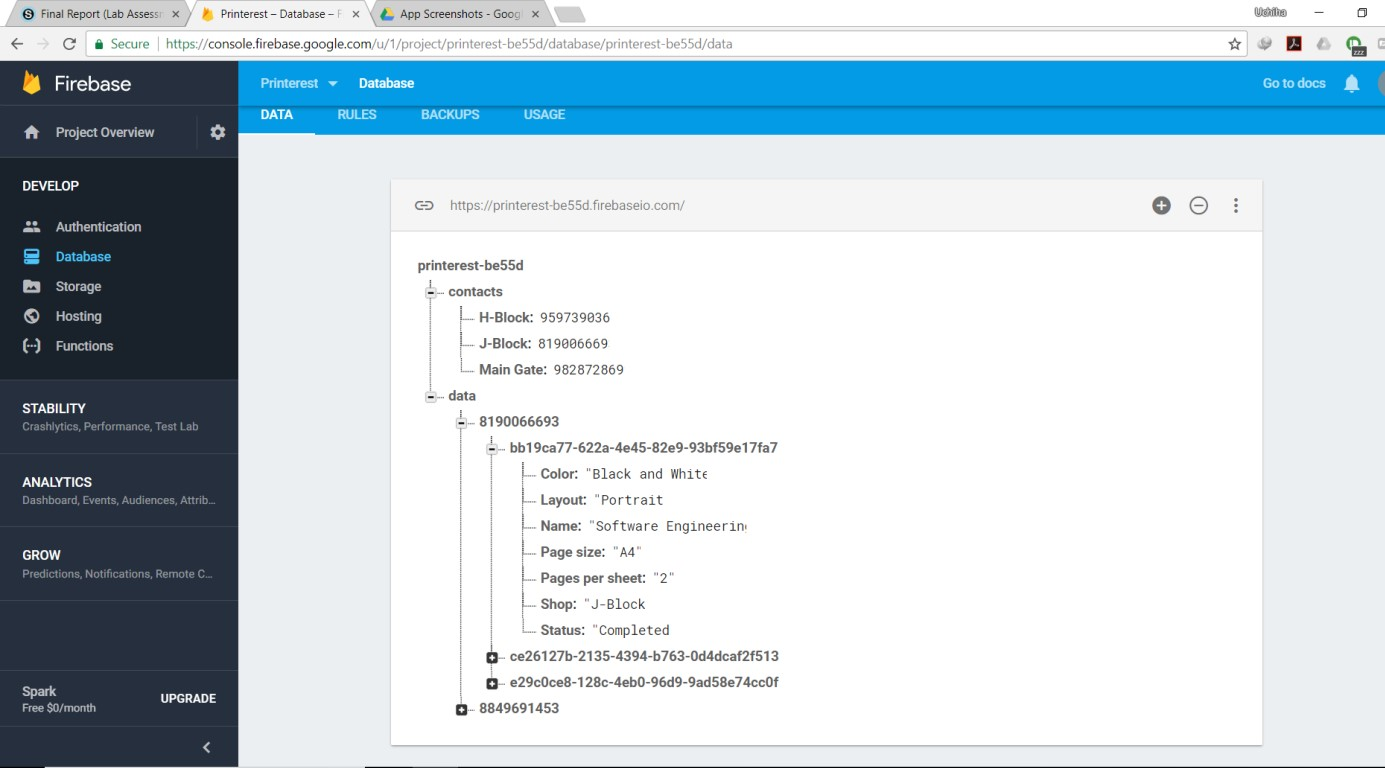 Final Report (Lab Assess
Printerest – Database – F
App Screenshots - Goog
Uchiha
Secure
https://console.firebase.google.com/u/1/project/printerest-be55d/database/printerest-be55d/data
zzz
Firebase
Printerest
Database
Go to docs
DATA
RULES
BACKUPS
USAGE
Project Overview
DEVELOP
Authentication
Database
Storage
Hosting
Functions
STABILITY
Crashlytics, Performance, Test Lab
ANALYTICS
Dashboard, Events, Audiences, Attrib...
GROW
Predictions, Notifications, Remote C...
Spark
Free $0/month
UPGRADE
https://printerest-be55d.firebaseio.com/
printerest-be55d
contacts
H-Block: 959739036
J-Block: 819006669
Main Gate: 982872869
data
8190066693
bb19ca77-622a-4e45-82e9-93bf59e17fa7
Color: "Black and White
Layout: "Portrait
Name: "Software Engineering
Page size: "A4"
Pages per sheet: "2"
Shop: "J-Block
Status: "Completed
ce26127b-2135-4394-b763-0d4dcaf2f513
e29c0ce8-128c-4eb0-96d9-9ad58e74cc0f
8849691453